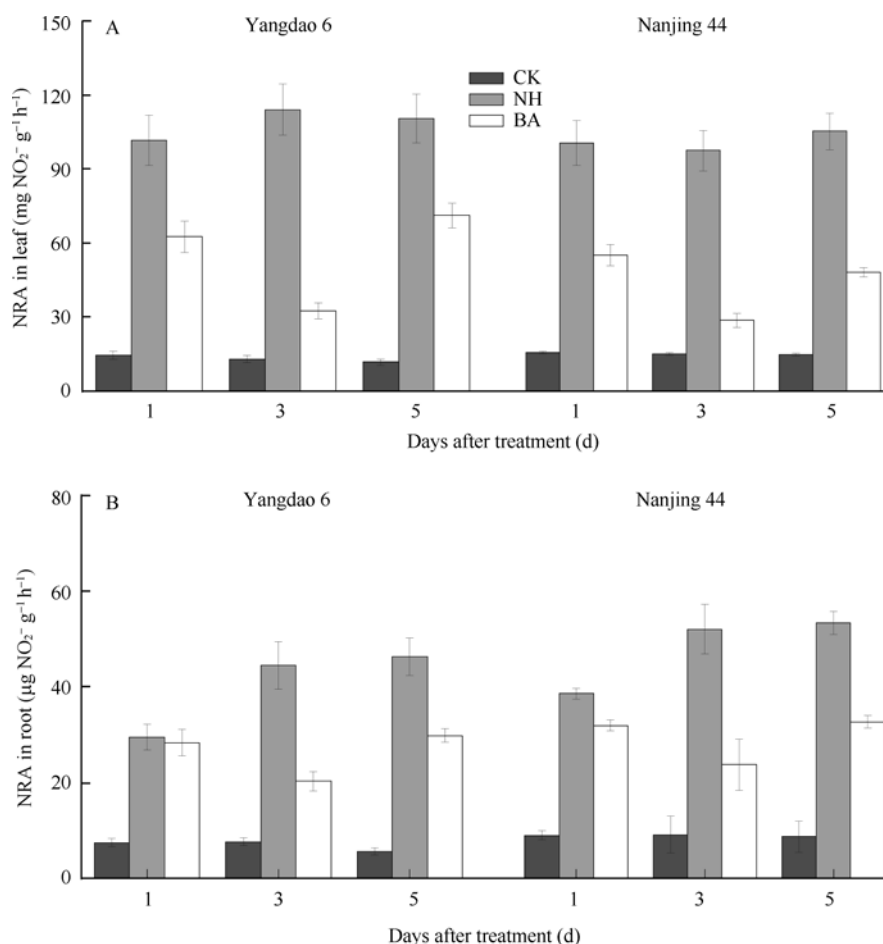 A
Yangdao 6
Nanjing 44
CK
NH
BA
NRA in leaf (mg NO₂⁻ g⁻¹ h⁻¹)
150
120
90
60
30
0
1 3 5 1 3 5
Days after treatment (d)
B
Yangdao 6
Nanjing 44
NRA in root (μg NO₂⁻ g⁻¹ h⁻¹)
80
60
40
20
0
1 3 5 1 3 5
Days after treatment (d)